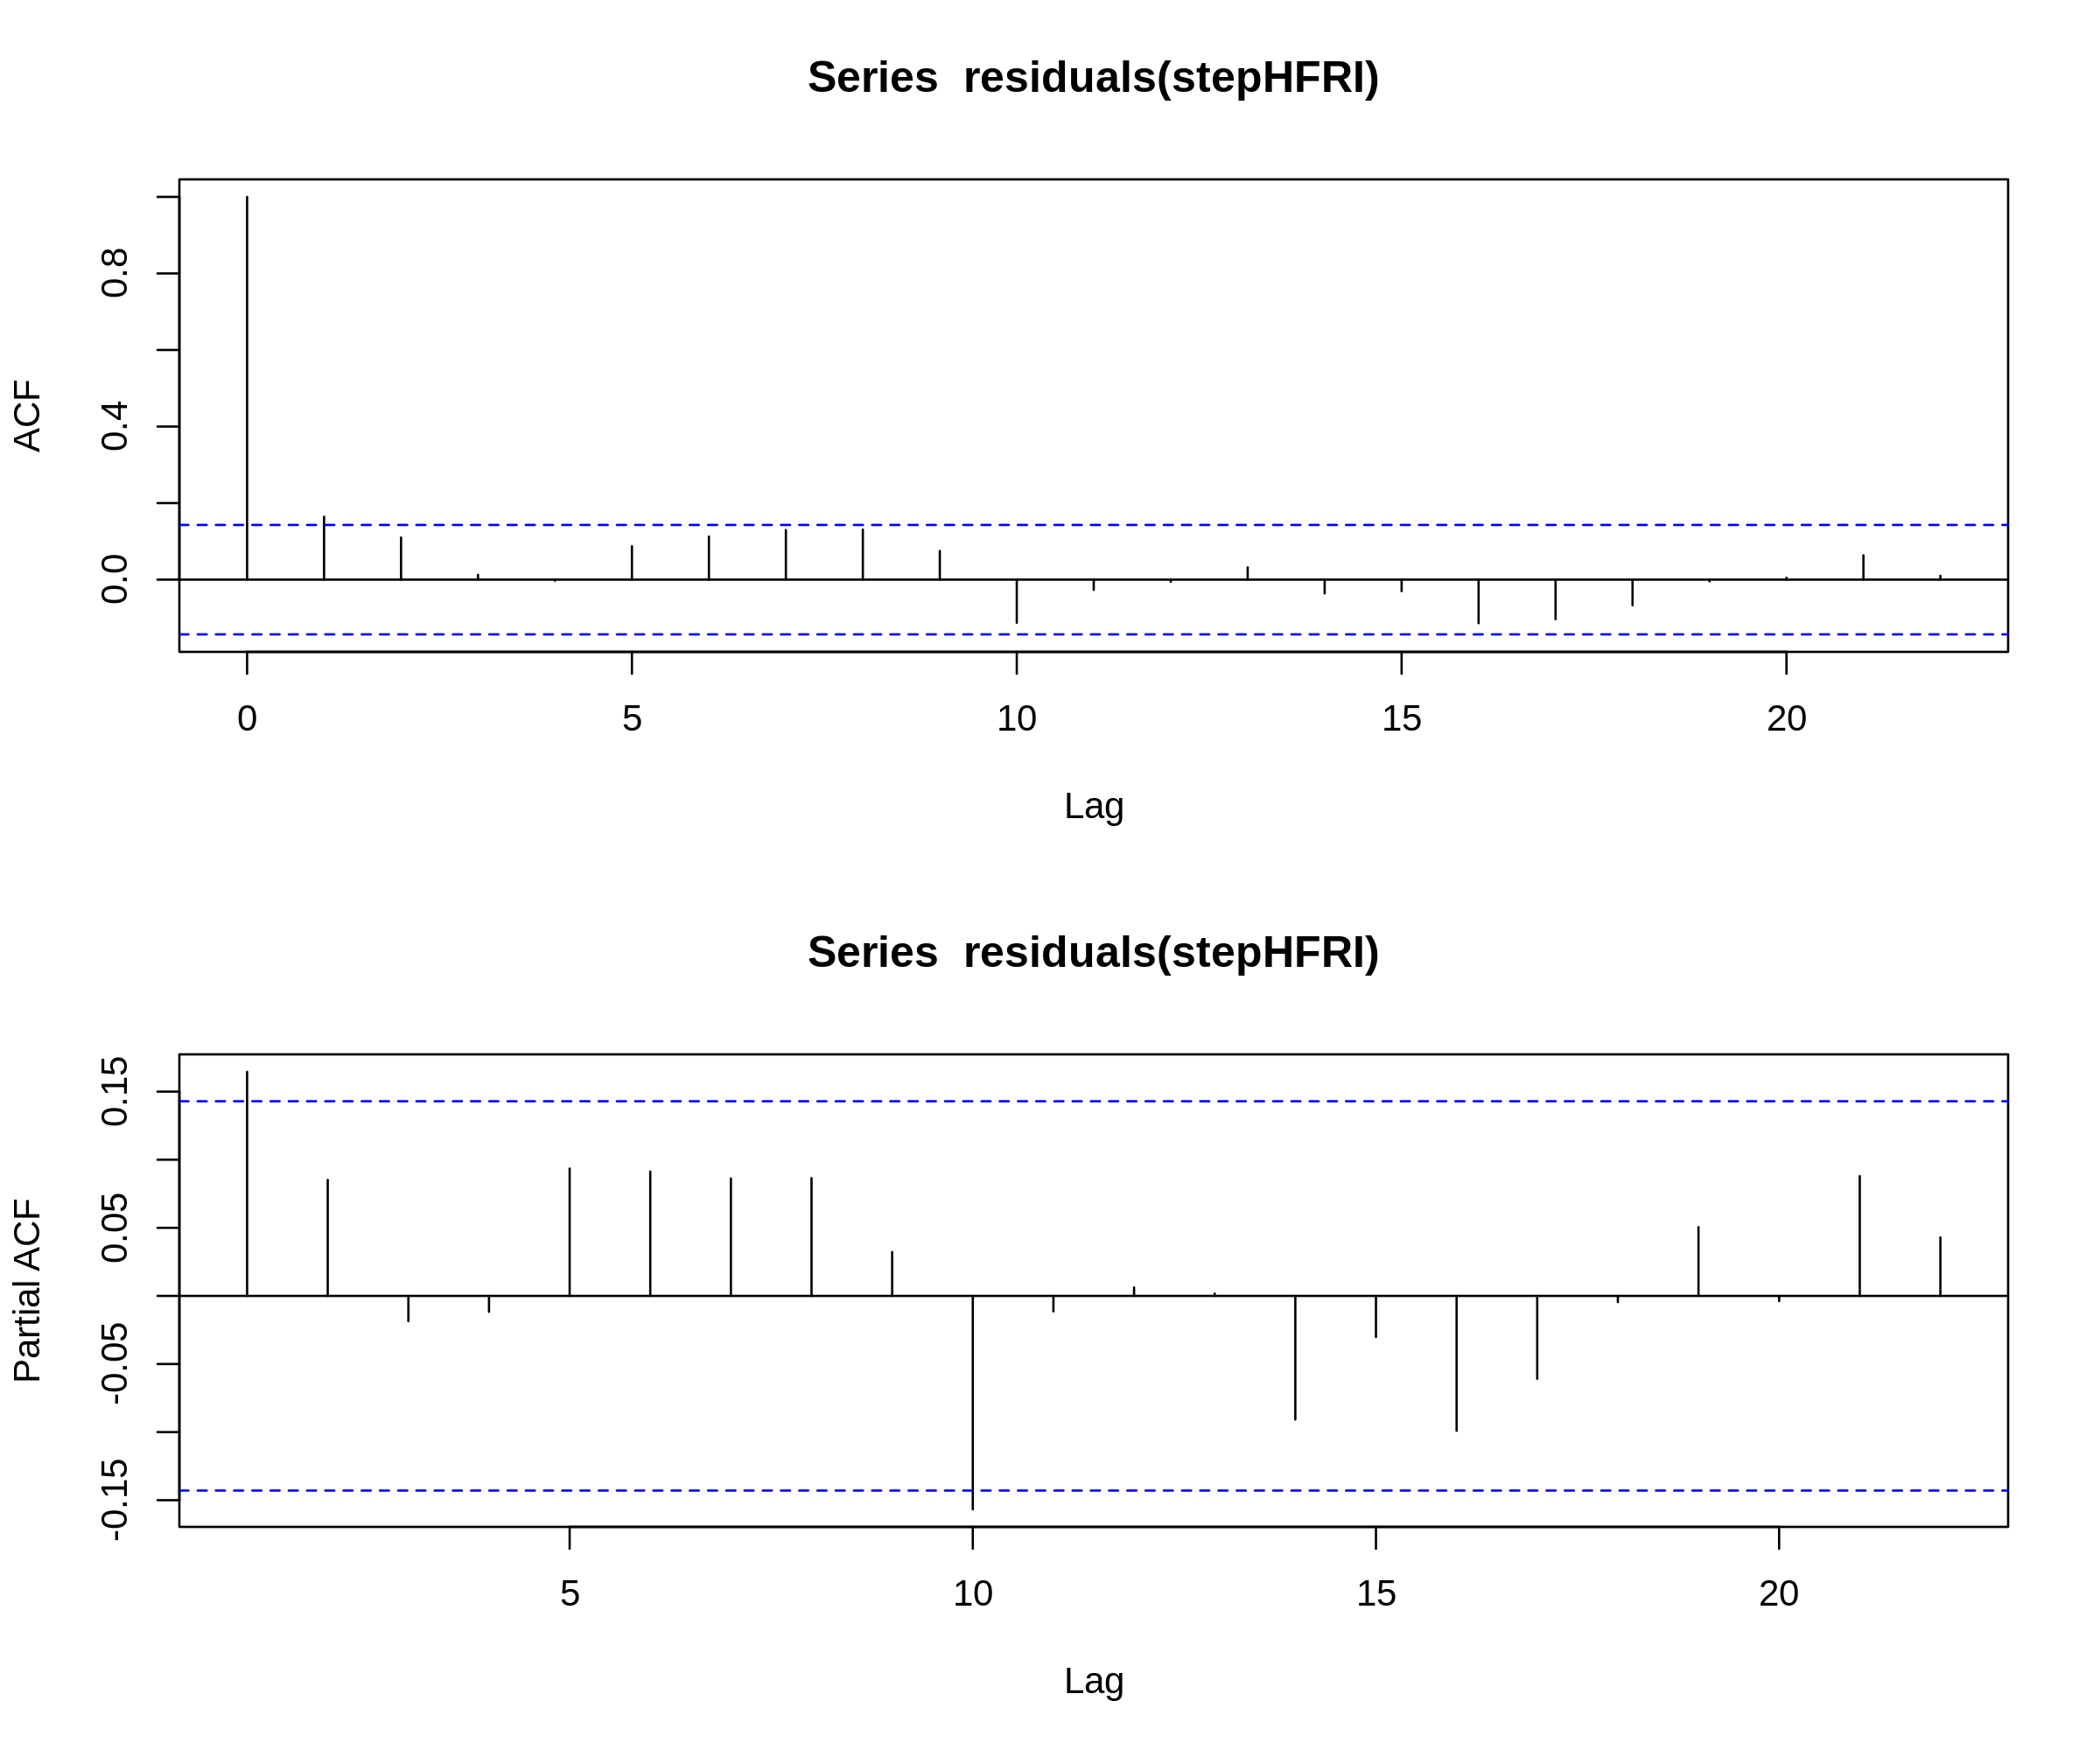 Series  residuals(stepHFRI)
ACF
0.8
0.4
0.0
0 5 10 15 20
Lag
Series  residuals(stepHFRI)
Partial ACF
0.15
0.05
-0.05
-0.15
5 10 15 20
Lag